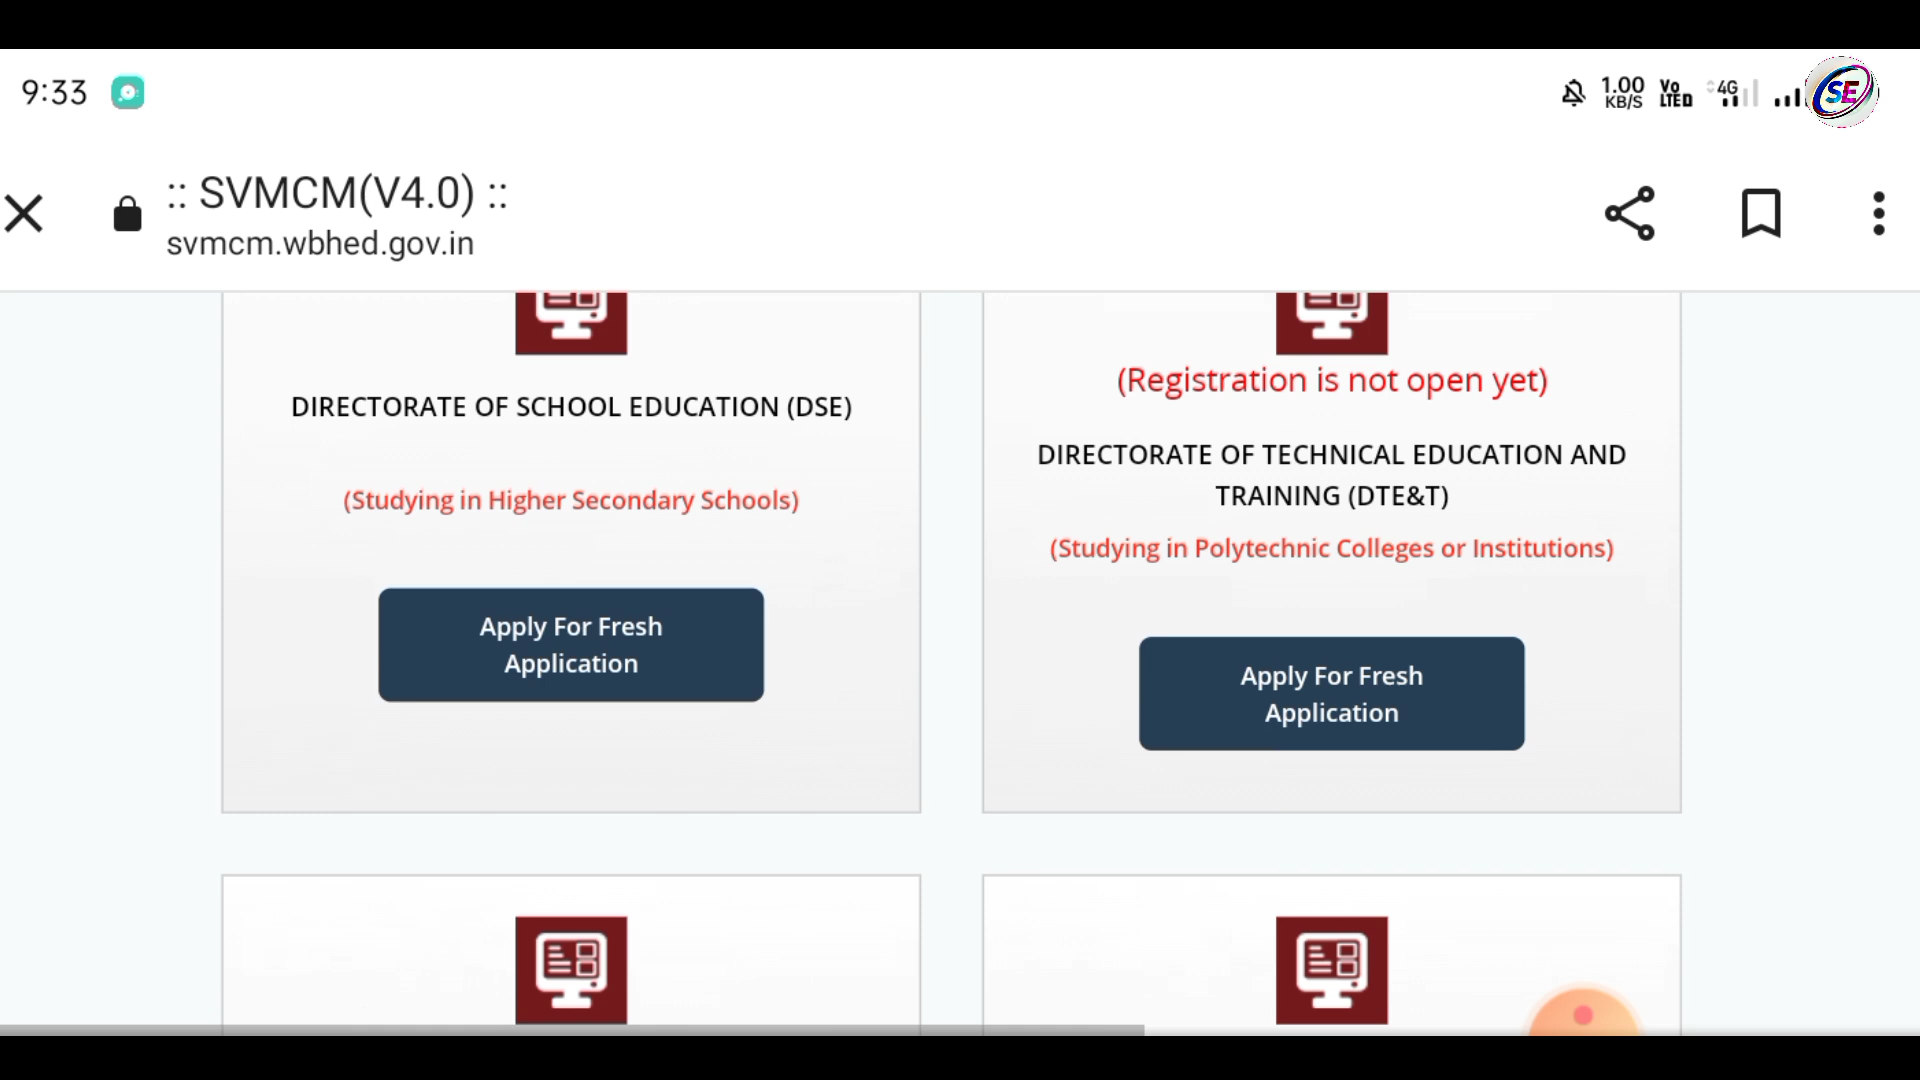 9:33
1.00
KB/S
Vo
LTED
4G
SE
:: SVMCM(V4.0) ::
svmcm.wbhed.gov.in
DIRECTORATE OF SCHOOL EDUCATION (DSE)
(Studying in Higher Secondary Schools)
Apply For Fresh
Application
(Registration is not open yet)
DIRECTORATE OF TECHNICAL EDUCATION AND
TRAINING (DTE&T)
(Studying in Polytechnic Colleges or Institutions)
Apply For Fresh
Application